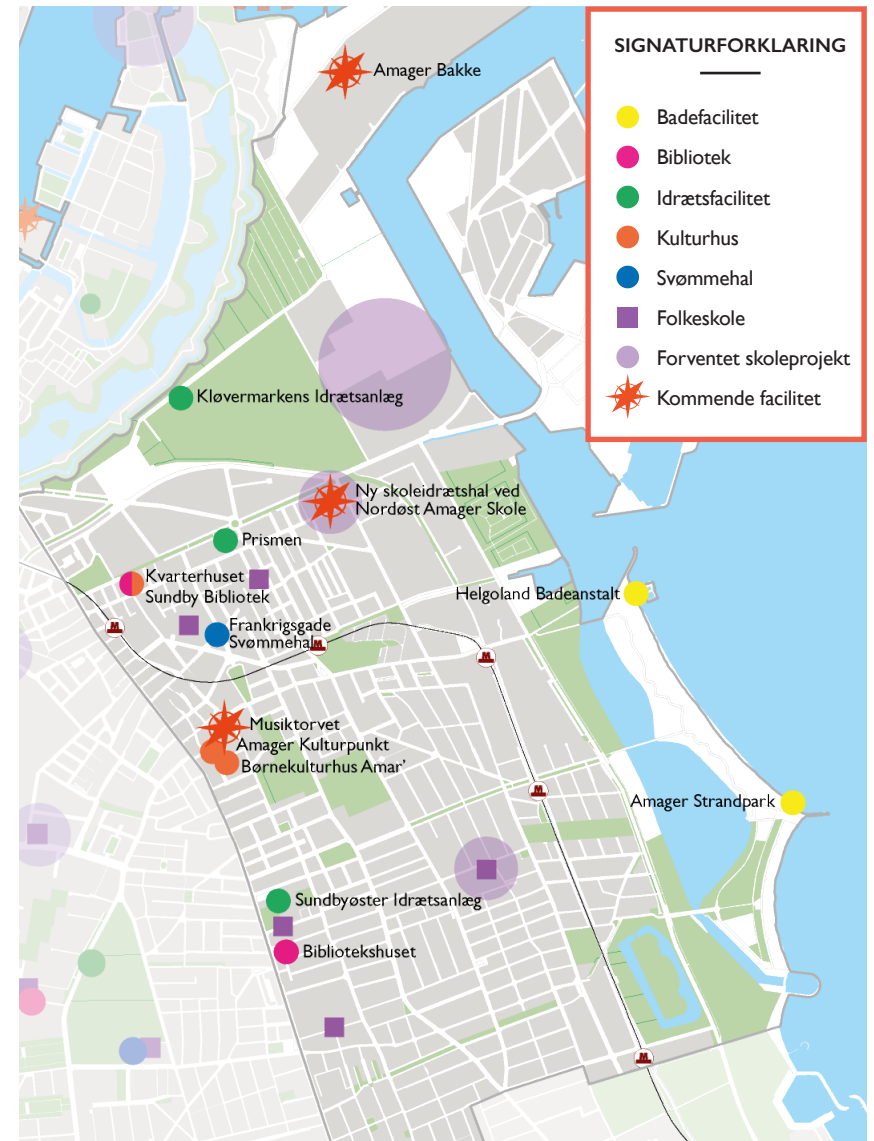 Amager Bakke
SIGNATURFORKLARING
Badefacilitet
Bibliotek
Idrætsfacilitet
Kulturhus
Svømmehal
Folkeskole
Forventet skoleprojekt
Kommende facilitet
Kløvermarkens Idrætsanlæg
Ny skoleidrætshal ved
Nordøst Amager Skole
Prismen
Kvarterhuset
Sundby Bibliotek
Helgoland Badeanstalt
Frankrigsgade
Svømmehal
M
M
M
Musiktorvet
Amager Kulturpunkt
Børnekulturhus Amar’
M
Amager Strandpark
Sundbyøster Idrætsanlæg
Bibliotekshuset
M